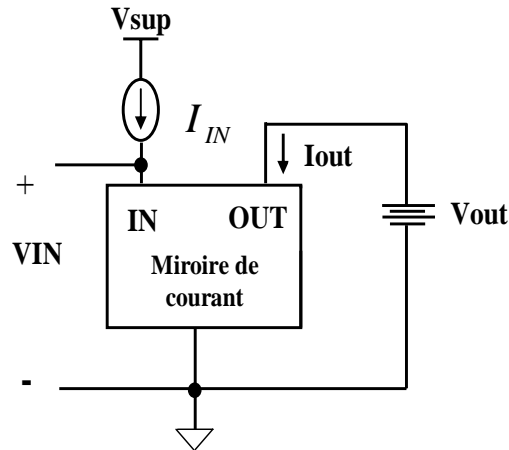 Vsup
I_IN
Iout
+
IN OUT
VIN
Vout
Miroire de
courant
-